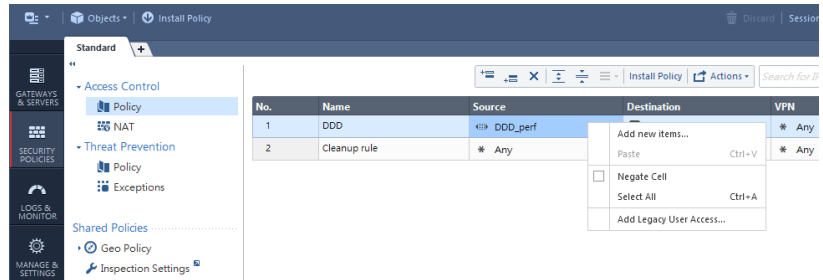 Objects
Install Policy
Discard
Session
Standard
+
GATEWAYS
& SERVERS
SECURITY
POLICIES
LOGS &
MONITOR
MANAGE &
SETTINGS
Access Control
Policy
NAT
Threat Prevention
Policy
Exceptions
Shared Policies
Geo Policy
Inspection Settings
Install Policy
Actions
Search for IP
No. Name Source Destination VPN
1 DDD DDD_perf * Any
2 Cleanup rule * Any * Any
Add new items...
Paste Ctrl+V
Negate Cell
Select All Ctrl+A
Add Legacy User Access...